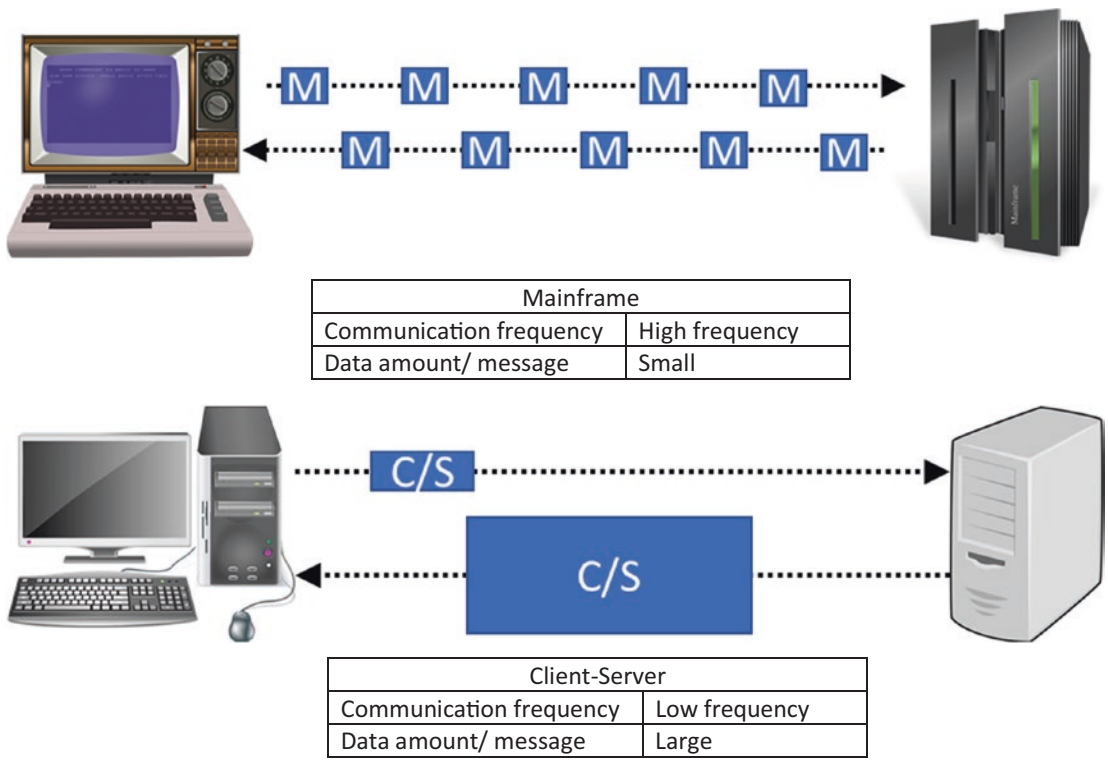 M M M M M
M M M M M
Mainframe
Mainframe
Communication frequency High frequency
Data amount/ message Small
C/S
C/S
Client-Server
Communication frequency Low frequency
Data amount/ message Large